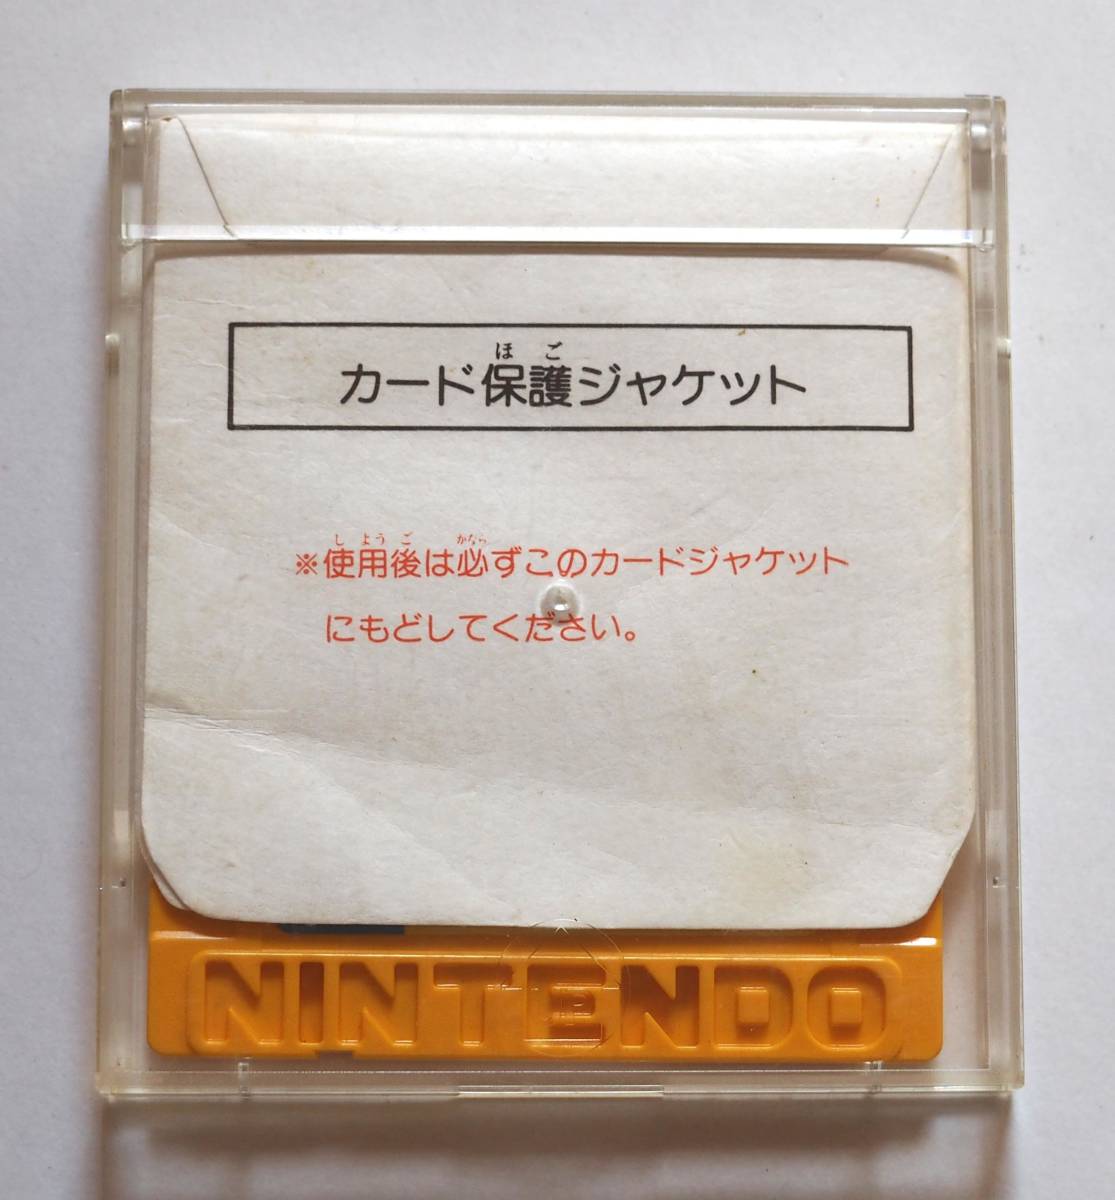 ほご
カード保護ジャケット
しようご かなら
※使用後は必ずこのカードジャケット
にもどしてください。
NINTENDO